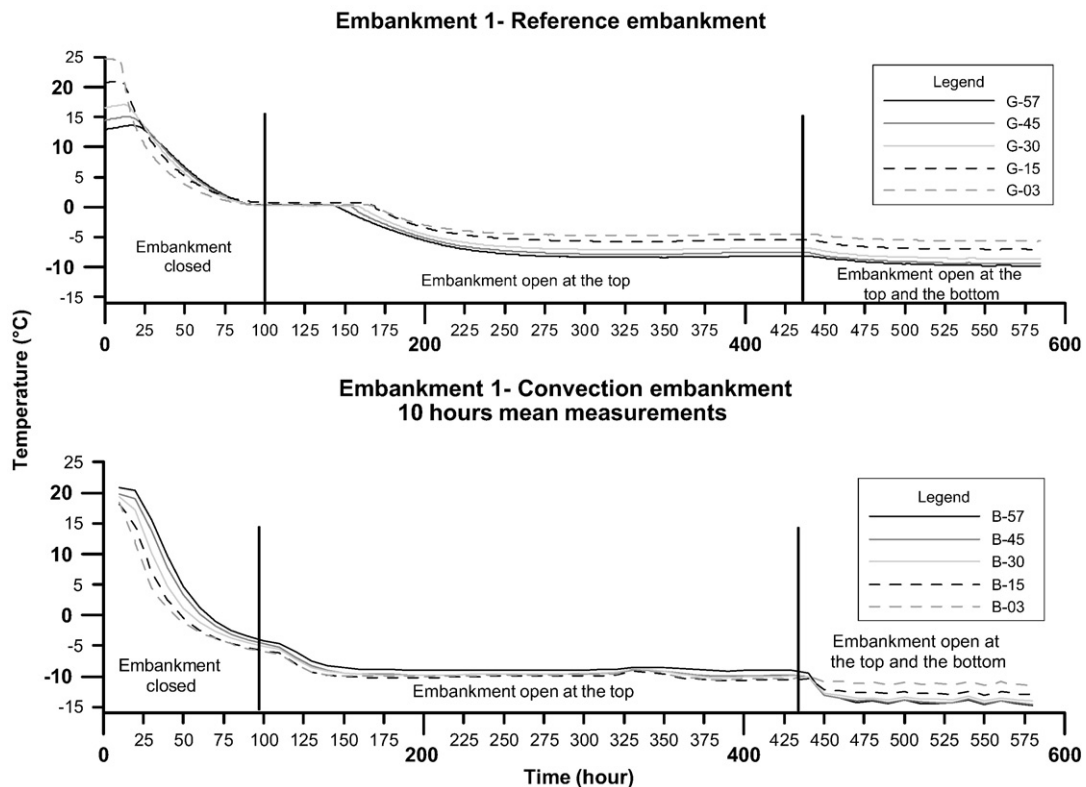 Embankment 1- Reference embankment
25
20
15
10
5
0
-5
-10
-15
Legend
G-57
G-45
G-30
G-15
G-03
Embankment
closed
Embankment open at the top
Embankment open at the
top and the bottom
0 25 50 75 100 125 150 175 200 225 250 275 300 325 350 375 400 425 450 475 500 525 550 575 600
Temperature (°C)
Embankment 1- Convection embankment
10 hours mean measurements
25
20
15
10
5
0
-5
-10
-15
Legend
B-57
B-45
B-30
B-15
B-03
Embankment
closed
Embankment open at the top
Embankment open at
the top and the bottom
0 25 50 75 100 125 150 175 200 225 250 275 300 325 350 375 400 425 450 475 500 525 550 575 600
Time (hour)